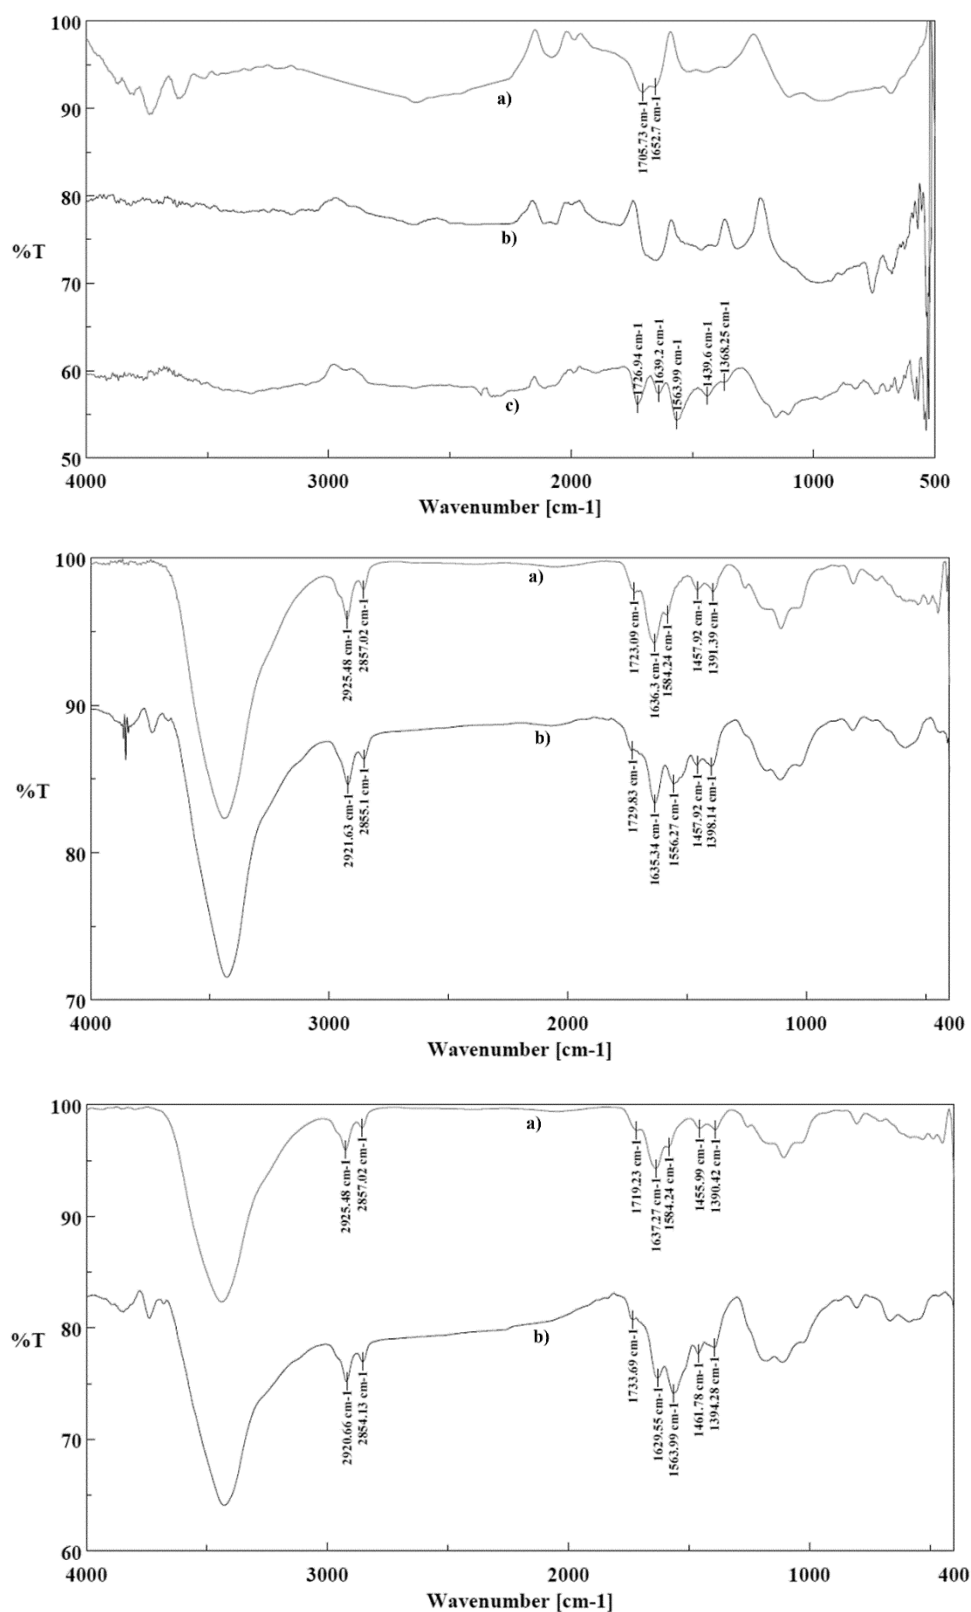 100
90
80
%T
70
60
50
4000
3000
2000
1000
500
Wavenumber [cm-1]
a)
b)
c)
1705.73 cm-1
1652.7 cm-1
1726.94 cm-1
1639.2 cm-1
1563.99 cm-1
1439.6 cm-1
1368.25 cm-1
100
90
%T
80
70
4000
3000
2000
1000
400
Wavenumber [cm-1]
a)
2925.48 cm-1
2857.02 cm-1
1723.09 cm-1
1636.3 cm-1
1584.24 cm-1
1457.92 cm-1
1391.39 cm-1
b)
2921.63 cm-1
2855.1 cm-1
1729.83 cm-1
1635.34 cm-1
1556.27 cm-1
1457.92 cm-1
1398.14 cm-1
100
90
80
%T
70
60
4000
3000
2000
1000
400
Wavenumber [cm-1]
a)
2925.48 cm-1
2857.02 cm-1
1719.23 cm-1
1637.27 cm-1
1584.24 cm-1
1455.99 cm-1
1390.42 cm-1
b)
2920.66 cm-1
2854.13 cm-1
1733.69 cm-1
1629.55 cm-1
1563.99 cm-1
1461.78 cm-1
1394.28 cm-1